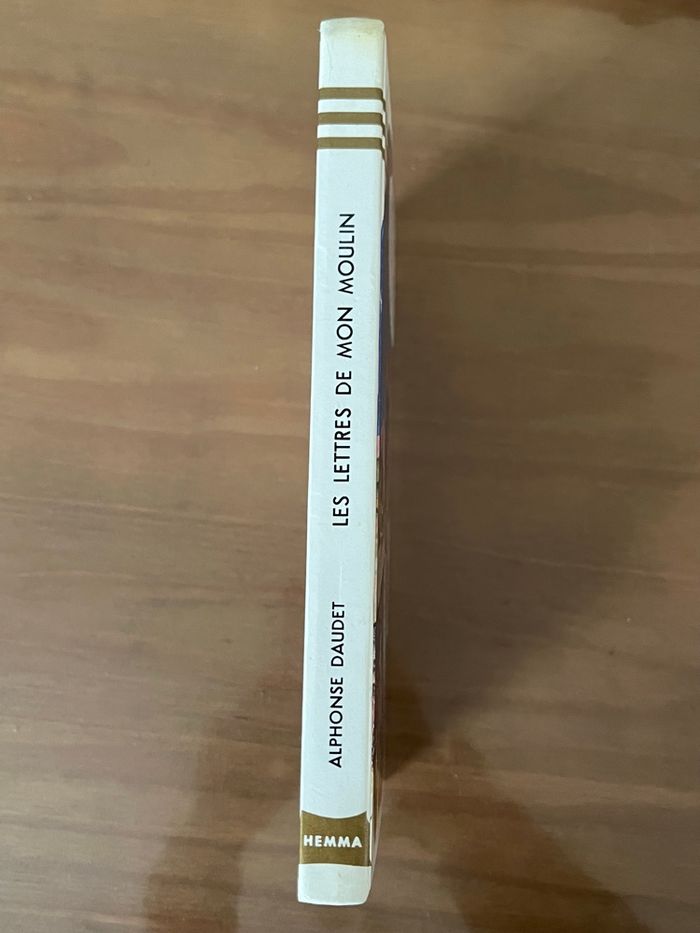 ALPHONSE DAUDET LES LETTRES DE MON MOULIN
HEMMA